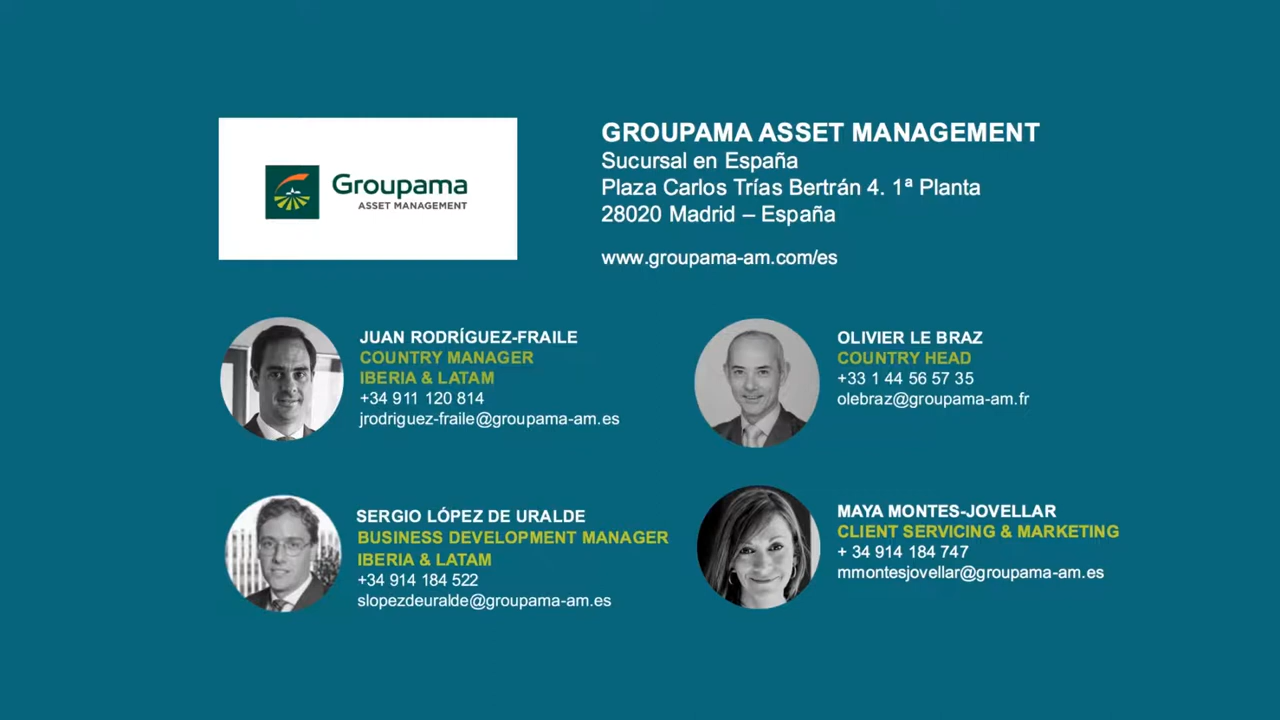 Groupama
ASSET MANAGEMENT
GROUPAMA ASSET MANAGEMENT
Sucursal en España
Plaza Carlos Trías Bertrán 4. 1ª Planta
28020 Madrid – España
www.groupama-am.com/es
JUAN RODRÍGUEZ-FRAILE
COUNTRY MANAGER
IBERIA & LATAM
+34 911 120 814
jrodriguez-fraile@groupama-am.es
OLIVIER LE BRAZ
COUNTRY HEAD
+33 1 44 56 57 35
olebraz@groupama-am.fr
SERGIO LÓPEZ DE URALDE
BUSINESS DEVELOPMENT MANAGER
IBERIA & LATAM
+34 914 184 522
slopezdeuralde@groupama-am.es
MAYA MONTES-JOVELLAR
CLIENT SERVICING & MARKETING
+ 34 914 184 747
mmontesjovellar@groupama-am.es